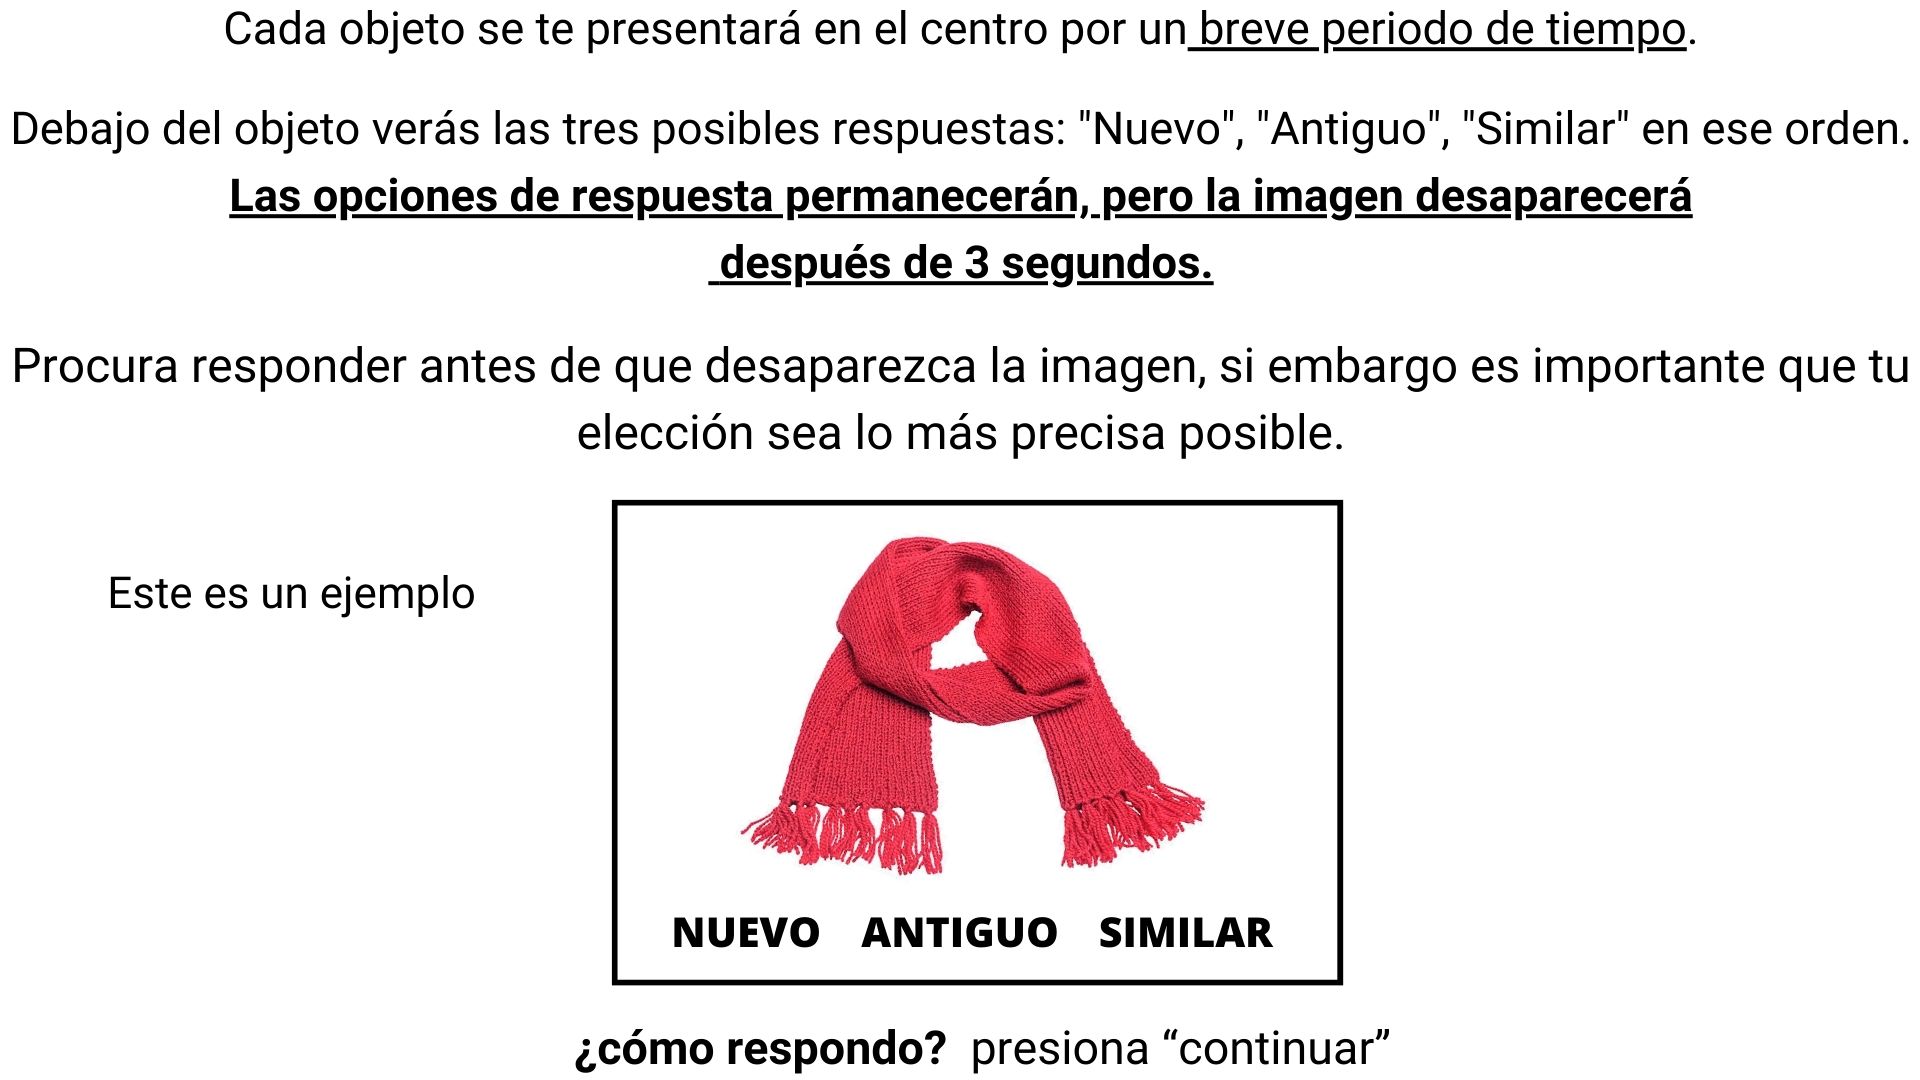 Cada objeto se te presentará en el centro por un breve periodo de tiempo.
Debajo del objeto verás las tres posibles respuestas: "Nuevo", "Antiguo", "Similar" en ese orden.
Las opciones de respuesta permanecerán, pero la imagen desaparecerá
después de 3 segundos.
Procura responder antes de que desaparezca la imagen, si embargo es importante que tu
elección sea lo más precisa posible.
Este es un ejemplo
NUEVO ANTIGUO SIMILAR
¿cómo respondo? presiona “continuar”